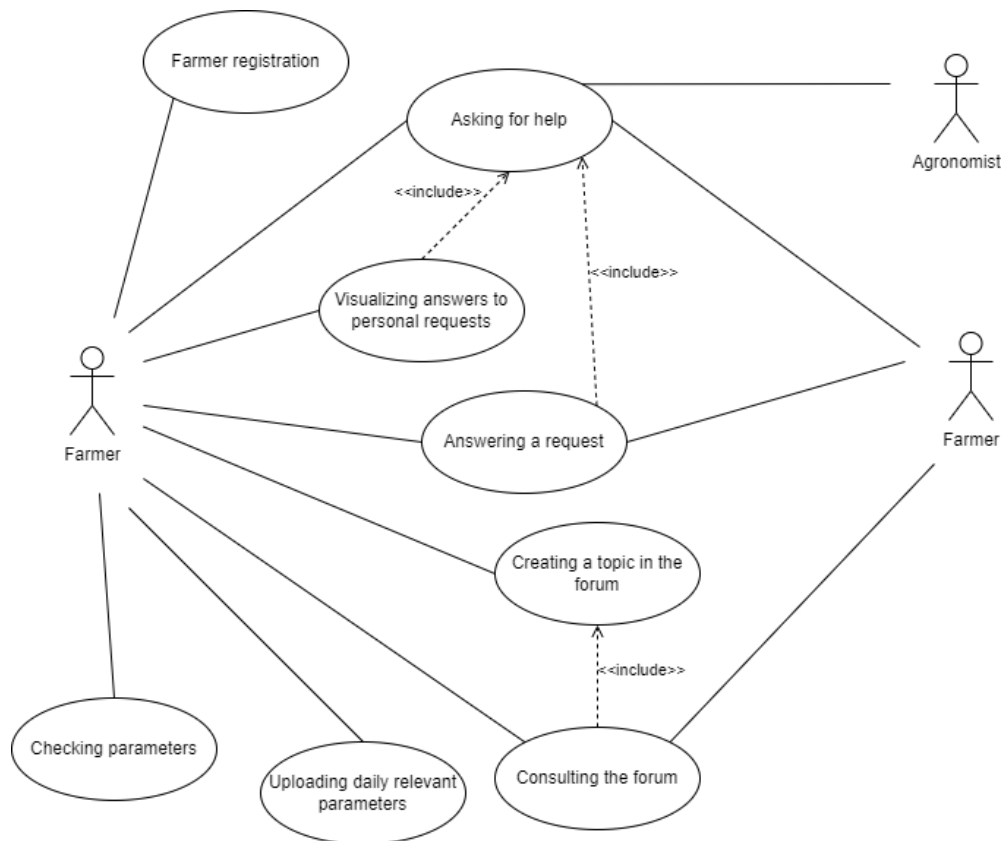 Farmer registration
Asking for help
Agronomist
<<include>>
<<include>>
Visualizing answers to
personal requests
Answering a request
Farmer
Farmer
Creating a topic in the
forum
<<include>>
Checking parameters
Uploading daily relevant
parameters
Consulting the forum